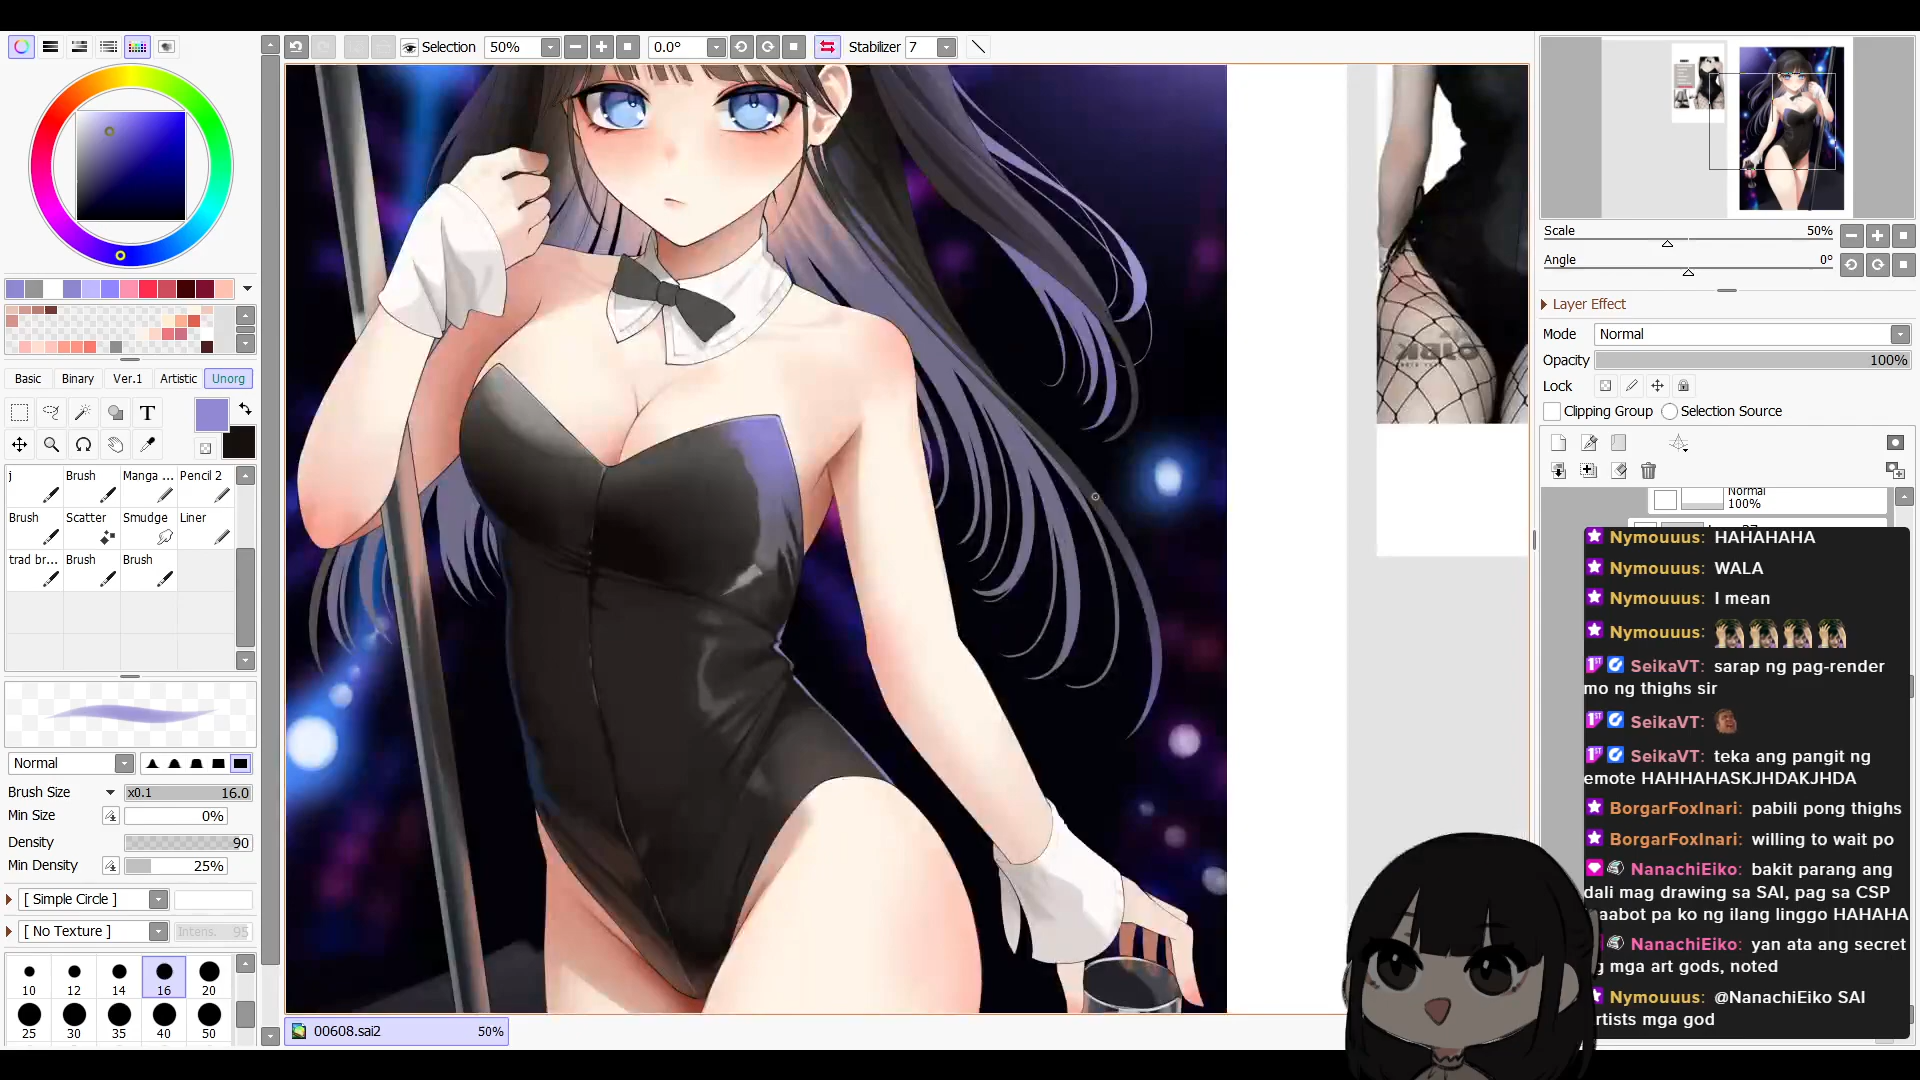 Selection
50%
0.0°
Stabilizer 7
Scale 50%
Angle 0°
Layer Effect
Mode Normal
Opacity 100%
Lock
Clipping Group Selection Source
Normal
100%
Basic Binary Ver.1 Artistic Unorg
T
j Brush Manga ... Pencil 2
Brush Scatter Smudge Liner
trad br... Brush Brush
Normal
Brush Size x0.1 16.0
Min Size 0%
Density 90
Min Density 25%
[ Simple Circle ]
[ No Texture ] Intens. 95
10 12 14 16 20
25 30 35 40 50
00608.sai2 50%
Nymouuus: HAHAHAHA
Nymouuus: WALA
Nymouuus: I mean
Nymouuus:
SeikaVT: sarap ng pag-render
mo ng thighs sir
SeikaVT:
SeikaVT: teka ang pangit ng
emote HAHHAHASKJHDAKJHDA
BorgarFoxInari: pabili pong thighs
BorgarFoxInari: willing to wait po
NanachiEiko: bakit parang ang
dali mag drawing sa SAI, pag sa CSP
aabot pa ko ng ilang linggo HAHAHA
NanachiEiko: yan ata ang secret
g mga art gods, noted
Nymouuus: @NanachiEiko SAI
rtists mga god